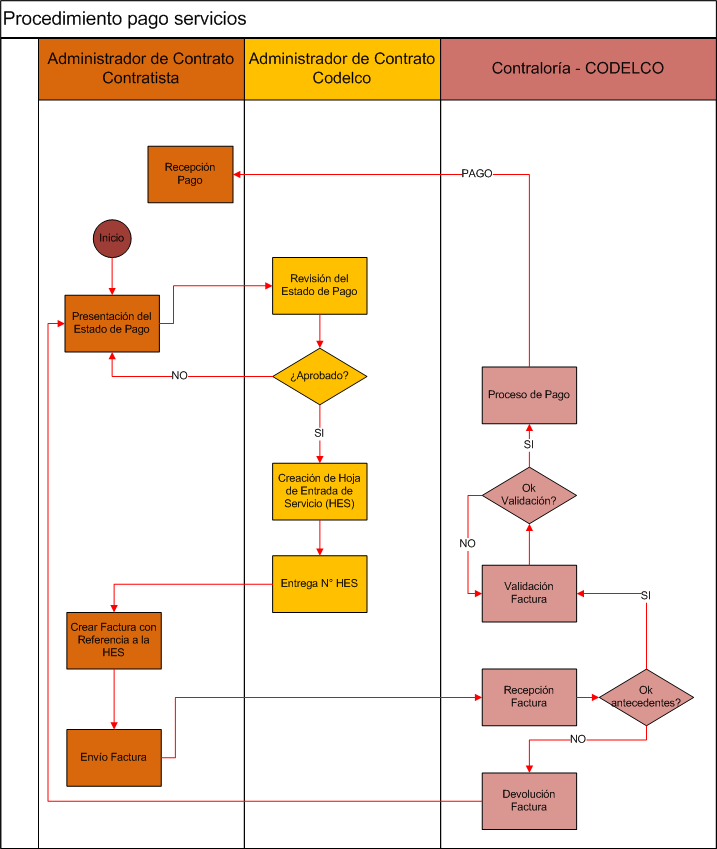 Procedimiento pago servicios
Administrador de Contrato
Contratista
Administrador de Contrato
Codelco
Contraloría - CODELCO
Recepción
Pago
PAGO
Inicio
Presentación del
Estado de Pago
Revisión del
Estado de Pago
¿Aprobado?
NO
SI
Proceso de Pago
SI
Ok
Validación?
NO
Creación de Hoja
de Entrada de
Servicio (HES)
Entrega N° HES
Validación
Factura
SI
Crear Factura con
Referencia a la
HES
Recepción
Factura
Ok
antecedentes?
NO
Envío Factura
Devolución
Factura